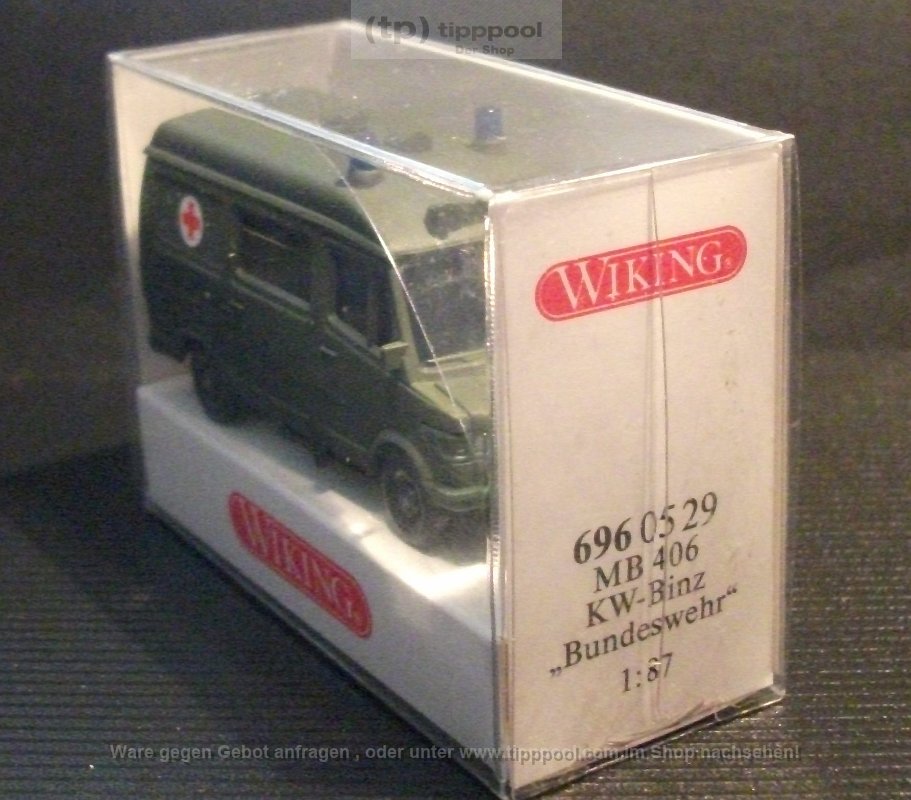 (tp) tipppool
Der Shop
WIKING®
WIKING®
696 05 29
MB 406
KW-Binz
„Bundeswehr“
1:87
Ware gegen Gebot anfragen , oder unter www.tipppool.com im Shop nachsehen!